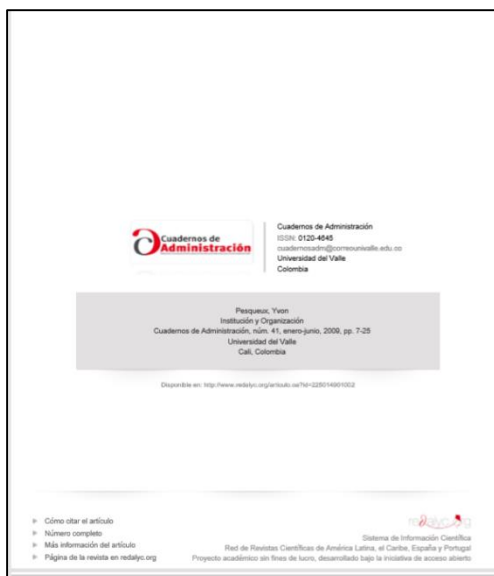 Cuadernos de
Administración
Cuadernos de Administración
ISSN: 0120-4645
cuadernosadm@correounivalle.edu.co
Universidad del Valle
Colombia
Pesqueux, Yvon
Institución y Organización
Cuadernos de Administración, núm. 41, enero-junio, 2009, pp. 7-25
Universidad del Valle
Cali, Colombia
Disponible en: http://www.redalyc.org/articulo.oa?id=225014901002
Cómo citar el artículo
Número completo
Más información del artículo
Página de la revista en redalyc.org
redalyc.org
Sistema de Información Científica
Red de Revistas Científicas de América Latina, el Caribe, España y Portugal
Proyecto académico sin fines de lucro, desarrollado bajo la iniciativa de acceso abierto